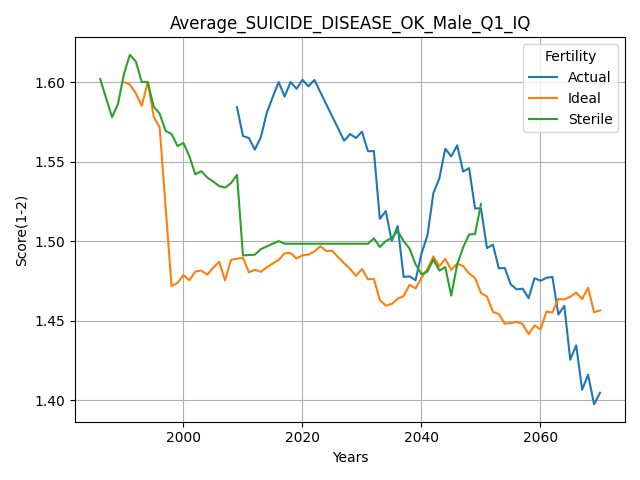 Average_SUICIDE_DISEASE_OK_Male_Q1_IQ
Fertility
Actual
Ideal
Sterile
Score(1-2)
1.60
1.55
1.50
1.45
1.40
2000 2020 2040 2060
Years